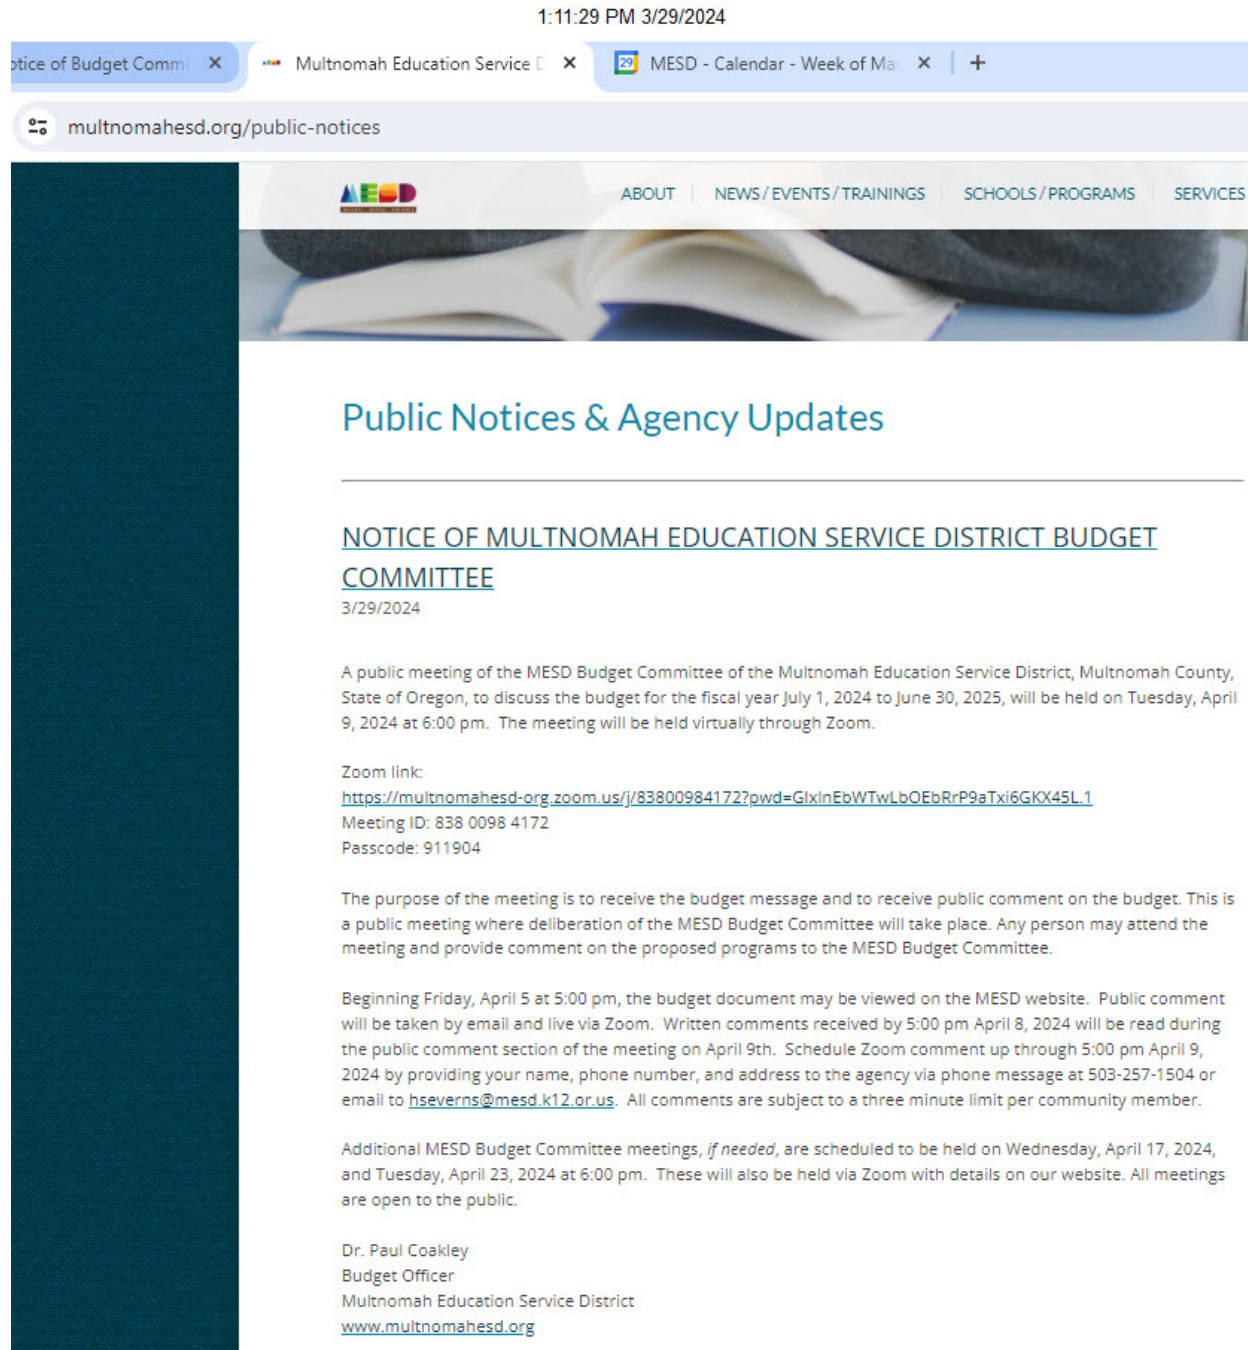 1:11:29 PM 3/29/2024
otice of Budget Commi
Multnomah Education Service D
29 MESD - Calendar - Week of Ma
multnomahesd.org/public-notices
MESD
ABOUT NEWS/EVENTS/TRAININGS SCHOOLS/PROGRAMS SERVICES
Public Notices & Agency Updates
NOTICE OF MULTNOMAH EDUCATION SERVICE DISTRICT BUDGET
COMMITTEE
3/29/2024
A public meeting of the MESD Budget Committee of the Multnomah Education Service District, Multnomah County,
State of Oregon, to discuss the budget for the fiscal year July 1, 2024 to June 30, 2025, will be held on Tuesday, April
9, 2024 at 6:00 pm.  The meeting will be held virtually through Zoom.
Zoom link:
https://multnomahesd-org.zoom.us/j/83800984172?pwd=GIxInEbWTwLbOEbRrP9aTxi6GKX45L.1
Meeting ID: 838 0098 4172
Passcode: 911904
The purpose of the meeting is to receive the budget message and to receive public comment on the budget. This is
a public meeting where deliberation of the MESD Budget Committee will take place. Any person may attend the
meeting and provide comment on the proposed programs to the MESD Budget Committee.
Beginning Friday, April 5 at 5:00 pm, the budget document may be viewed on the MESD website.  Public comment
will be taken by email and live via Zoom.  Written comments received by 5:00 pm April 8, 2024 will be read during
the public comment section of the meeting on April 9th.  Schedule Zoom comment up through 5:00 pm April 9,
2024 by providing your name, phone number, and address to the agency via phone message at 503-257-1504 or
email to hseverns@mesd.k12.or.us.  All comments are subject to a three minute limit per community member.
Additional MESD Budget Committee meetings, if needed, are scheduled to be held on Wednesday, April 17, 2024,
and Tuesday, April 23, 2024 at 6:00 pm.  These will also be held via Zoom with details on our website. All meetings
are open to the public.
Dr. Paul Coakley
Budget Officer
Multnomah Education Service District
www.multnomahesd.org